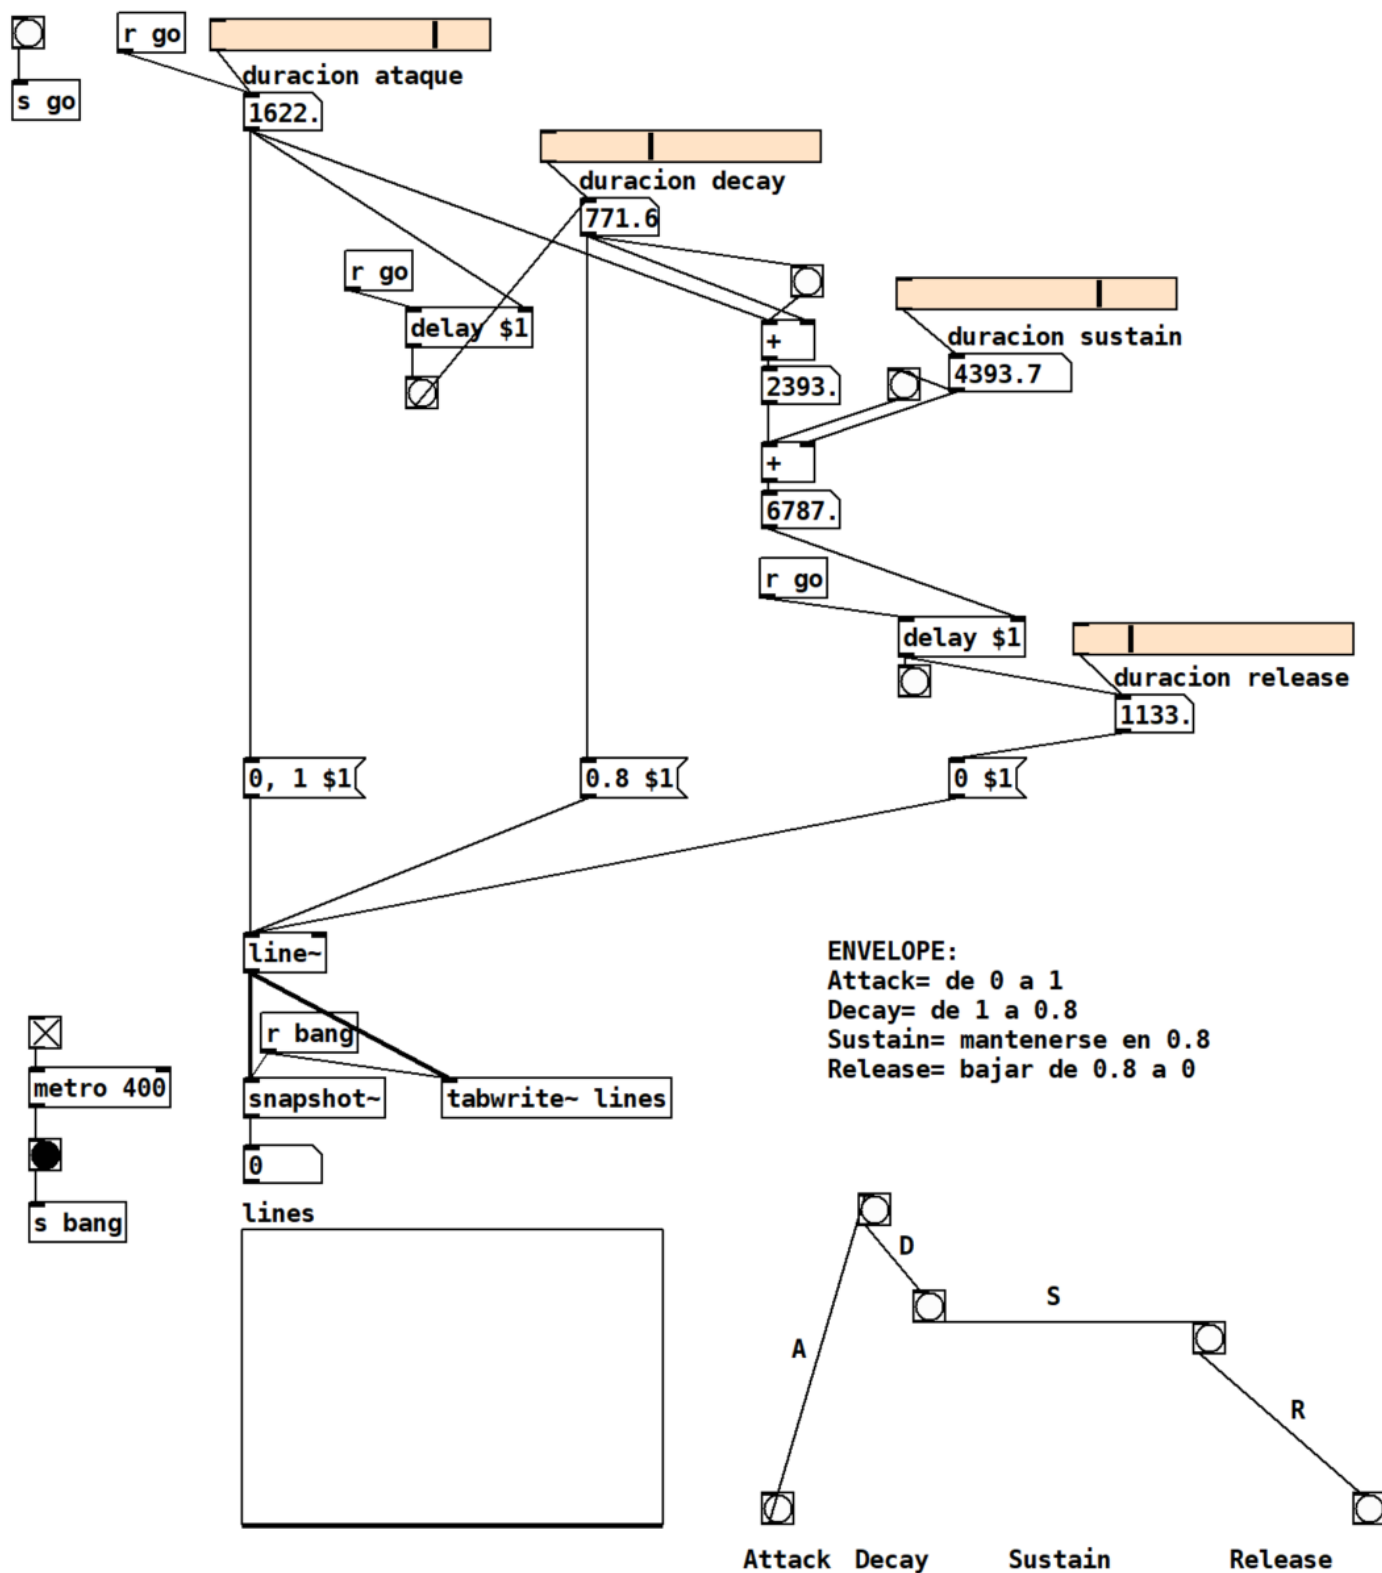 r go
s go
duracion ataque
1622.
duracion decay
771.6
r go
delay $1
+
2393.
duracion sustain
4393.7
+
6787.
r go
delay $1
duracion release
1133.
0, 1 $1
0.8 $1
0 $1
line~
r bang
snapshot~
tabwrite~ lines
0
metro 400
s bang
lines
ENVELOPE:
Attack= de 0 a 1
Decay= de 1 a 0.8
Sustain= mantenerse en 0.8
Release= bajar de 0.8 a 0
D
S
A
R
Attack
Decay
Sustain
Release